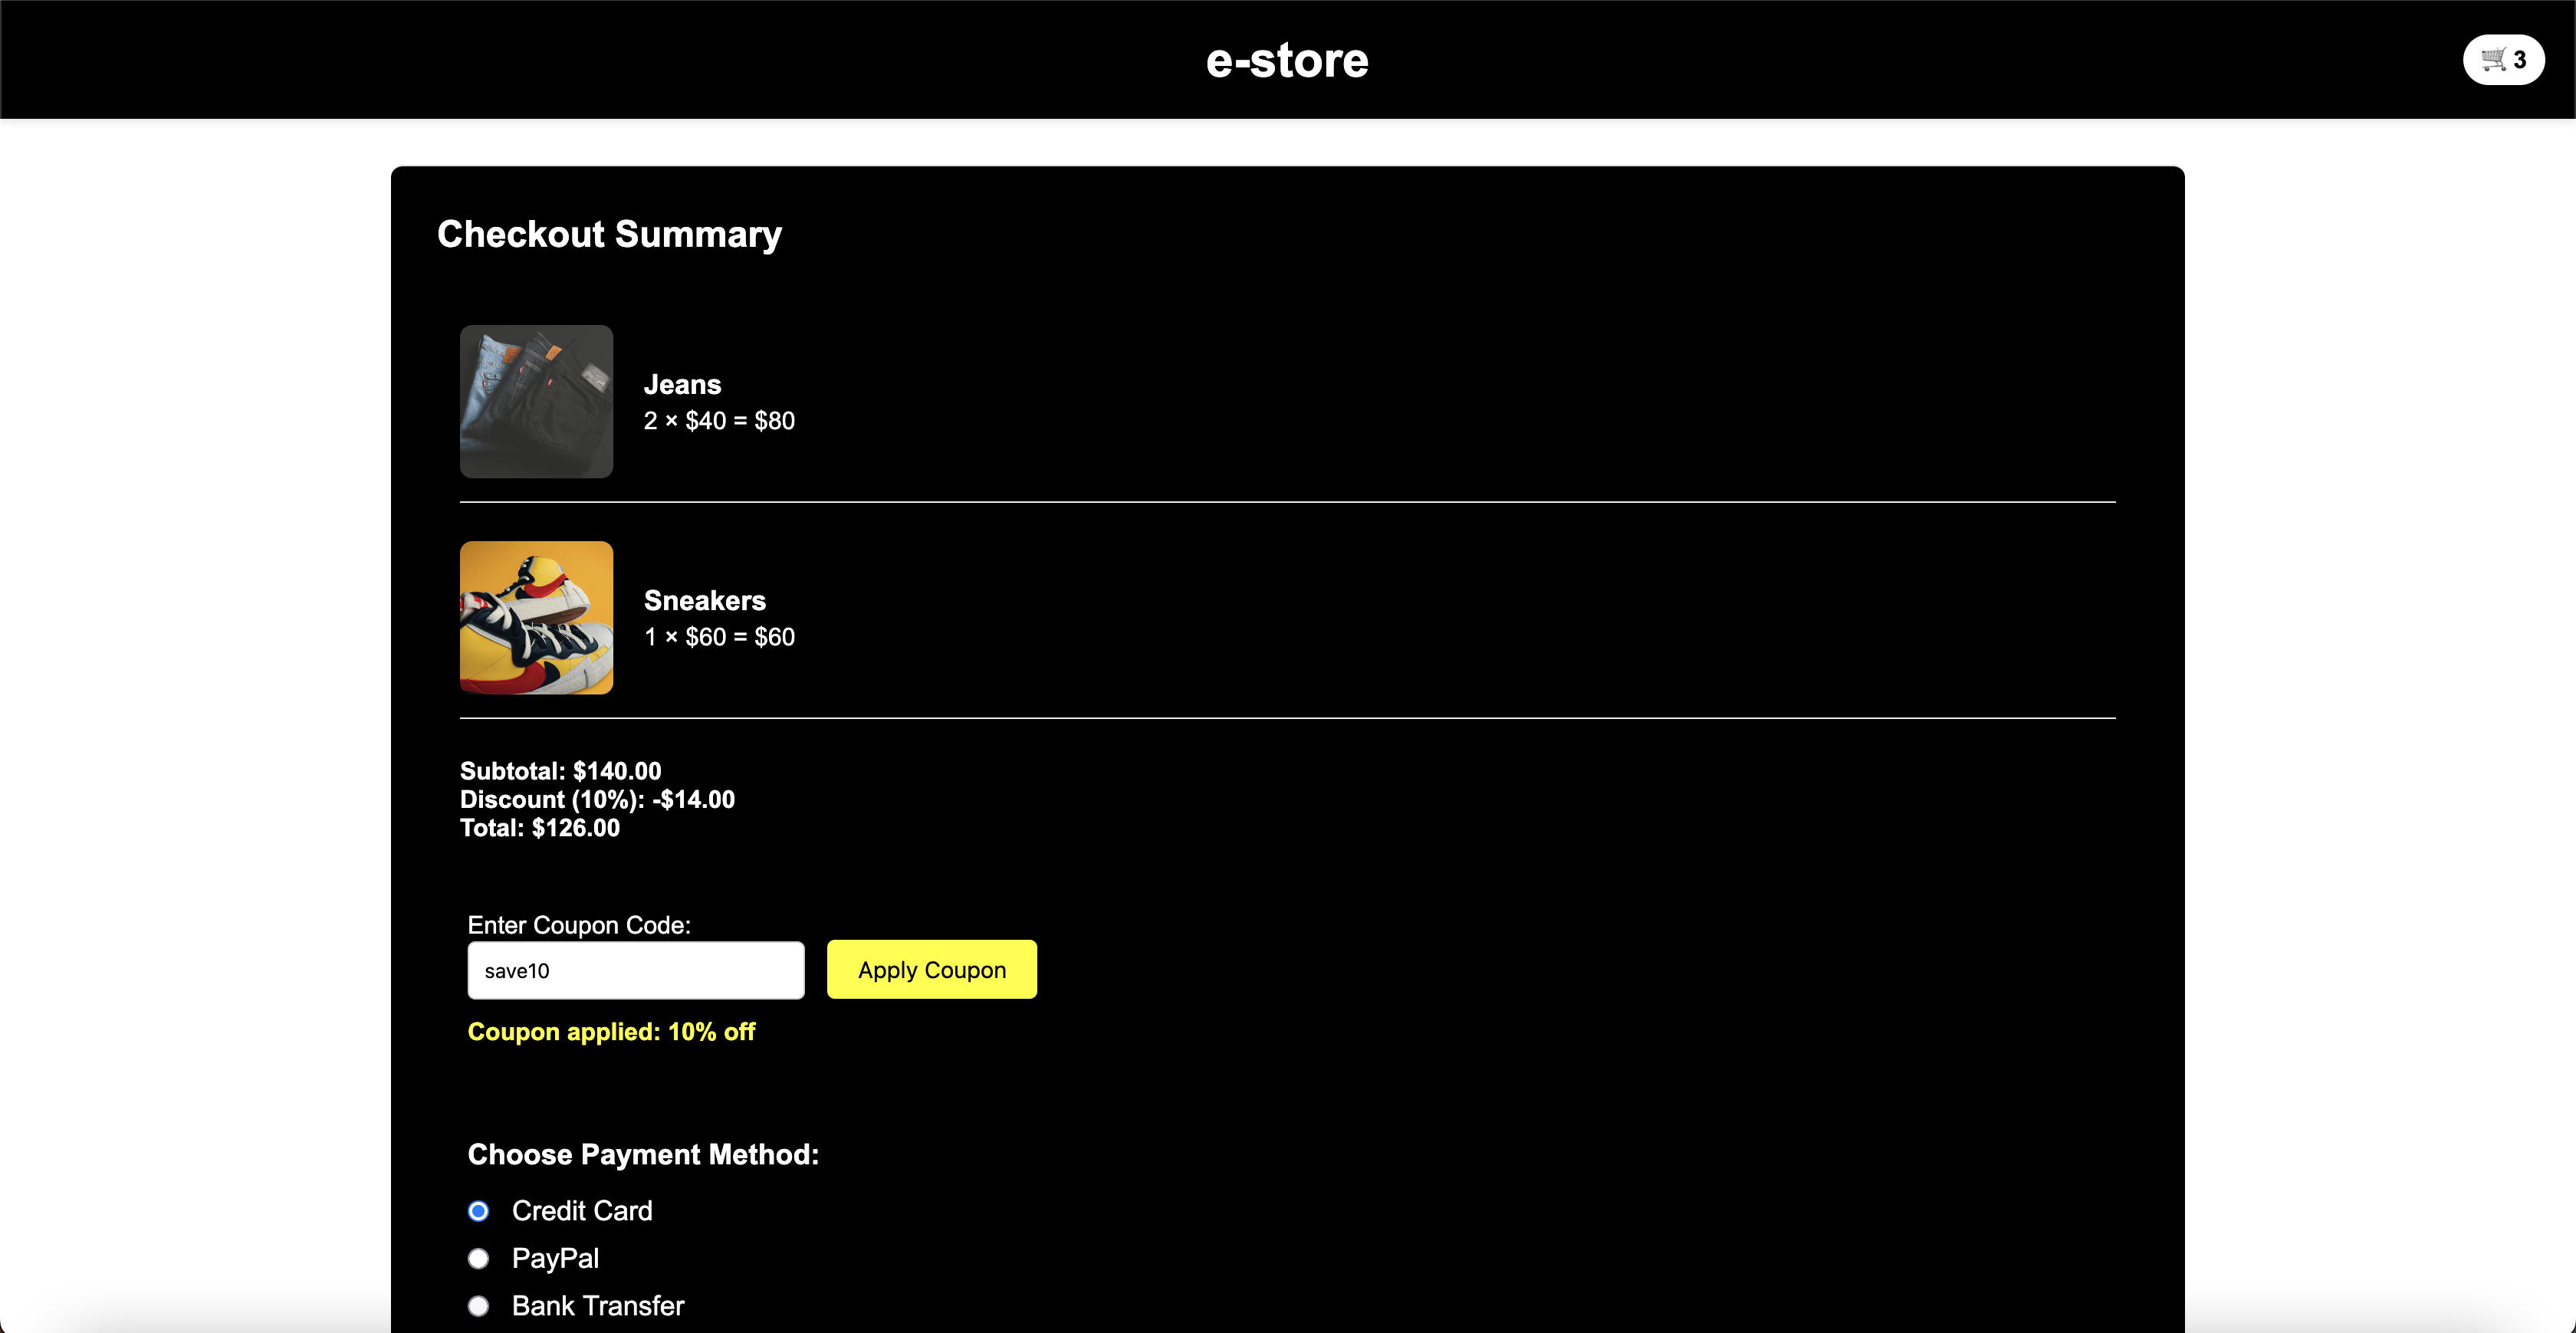 e-store
3
Checkout Summary
Jeans
2 × $40 = $80
Sneakers
1 × $60 = $60
Subtotal: $140.00
Discount (10%): -$14.00
Total: $126.00
Enter Coupon Code:
save10
Apply Coupon
Coupon applied: 10% off
Choose Payment Method:
Credit Card
PayPal
Bank Transfer